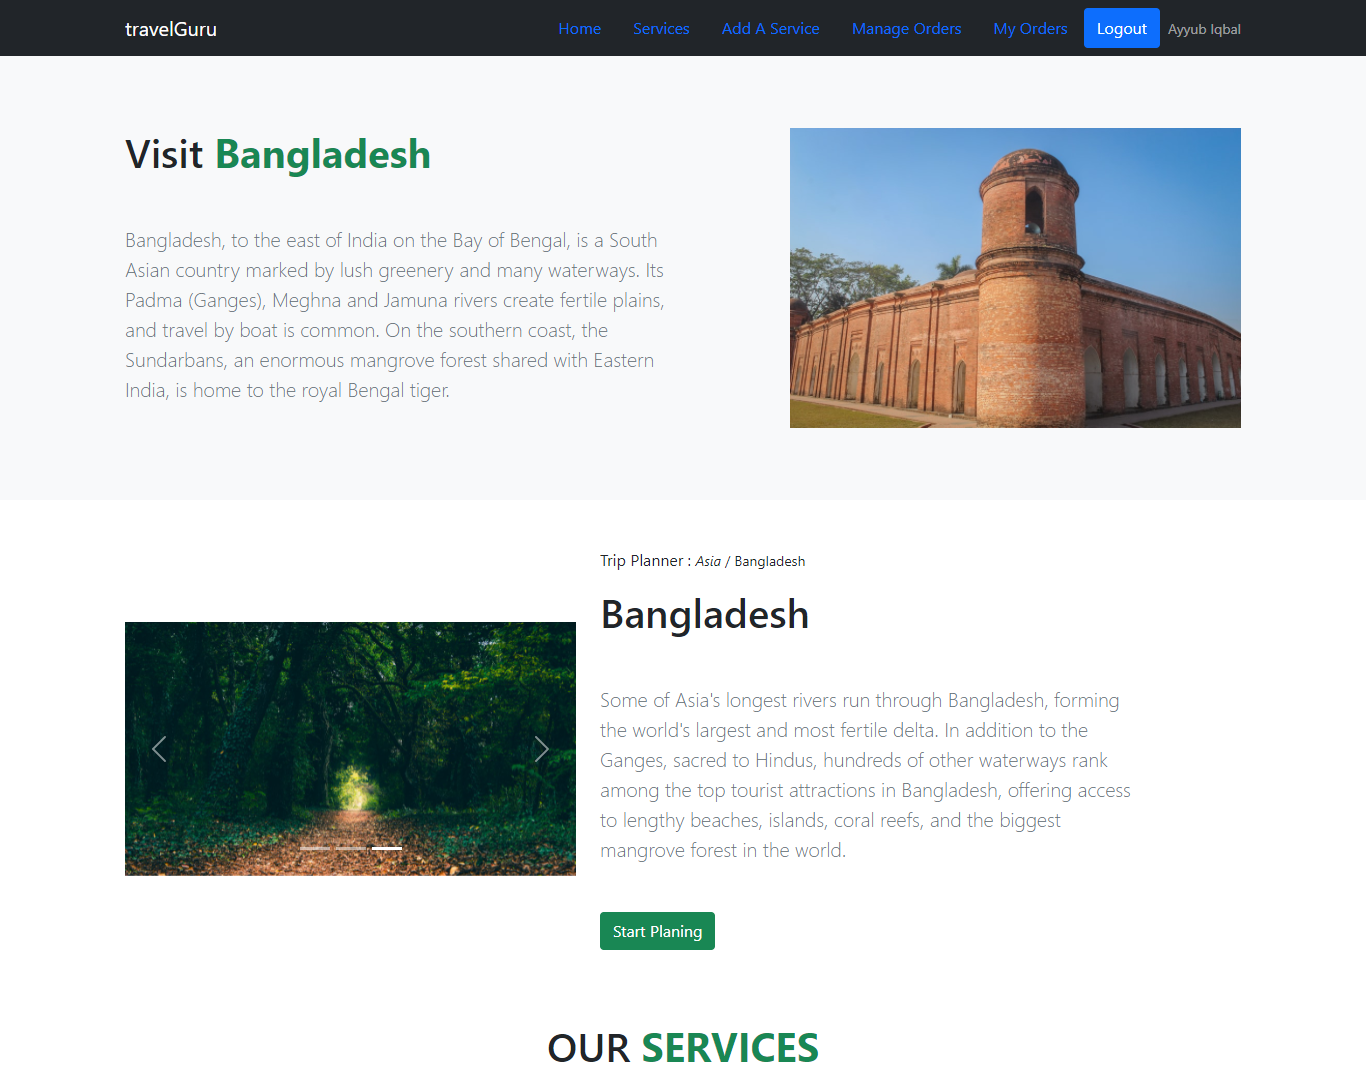 travelGuru
Home Services Add A Service Manage Orders My Orders Logout Ayyub Iqbal
Visit Bangladesh
Bangladesh, to the east of India on the Bay of Bengal, is a South
Asian country marked by lush greenery and many waterways. Its
Padma (Ganges), Meghna and Jamuna rivers create fertile plains,
and travel by boat is common. On the southern coast, the
Sundarbans, an enormous mangrove forest shared with Eastern
India, is home to the royal Bengal tiger.
Trip Planner : Asia / Bangladesh
Bangladesh
Some of Asia's longest rivers run through Bangladesh, forming
the world's largest and most fertile delta. In addition to the
Ganges, sacred to Hindus, hundreds of other waterways rank
among the top tourist attractions in Bangladesh, offering access
to lengthy beaches, islands, coral reefs, and the biggest
mangrove forest in the world.
Start Planing
OUR SERVICES